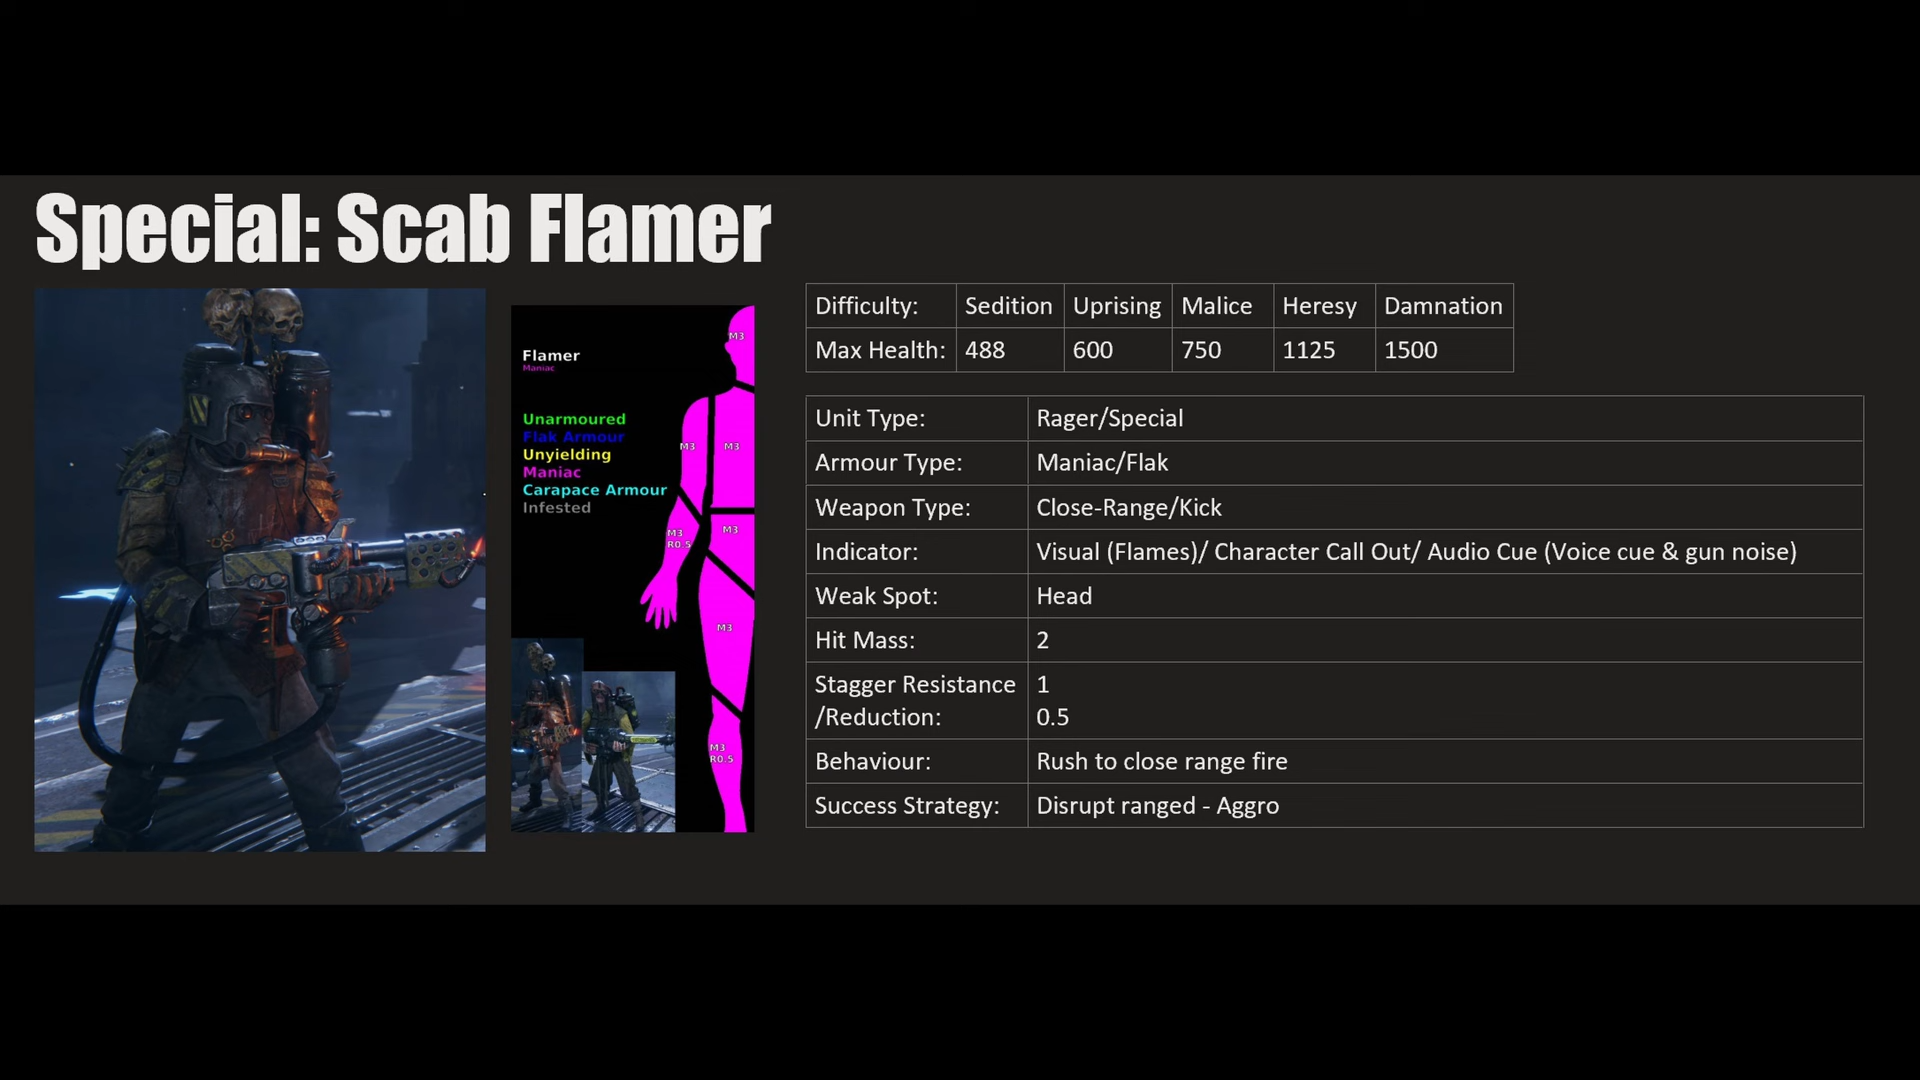 Special: Scab Flamer
Flamer
Maniac
Unarmoured
Flak Armour
Unyielding
Maniac
Carapace Armour
Infested
M3
M3
M3
M3
R0.5
M3
M3
M3
R0.5
Difficulty: Sedition Uprising Malice Heresy Damnation
Max Health: 488 600 750 1125 1500
Unit Type: Rager/Special
Armour Type: Maniac/Flak
Weapon Type: Close-Range/Kick
Indicator: Visual (Flames)/ Character Call Out/ Audio Cue (Voice cue & gun noise)
Weak Spot: Head
Hit Mass: 2
Stagger Resistance 1
/Reduction: 0.5
Behaviour: Rush to close range fire
Success Strategy: Disrupt ranged - Aggro